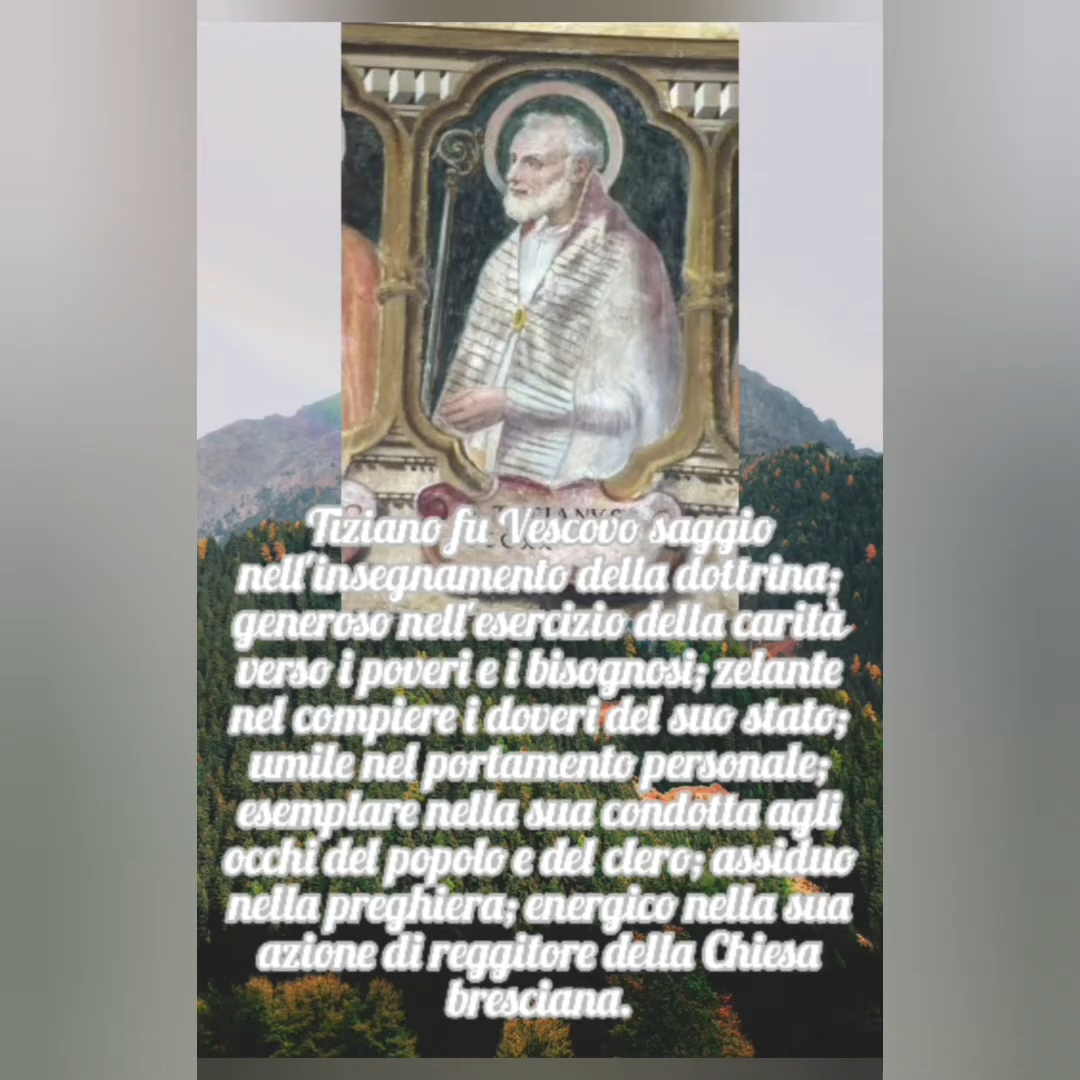 Tiziano fu Vescovo saggio
nell'insegnamento della dottrina;
generoso nell'esercizio della carità
verso i poveri e i bisognosi; zelante
nel compiere i doveri del suo stato;
umile nel portamento personale;
esemplare nella sua condotta agli
occhi del popolo e del clero; assiduo
nella preghiera; energico nella sua
azione di reggitore della Chiesa
bresciana.